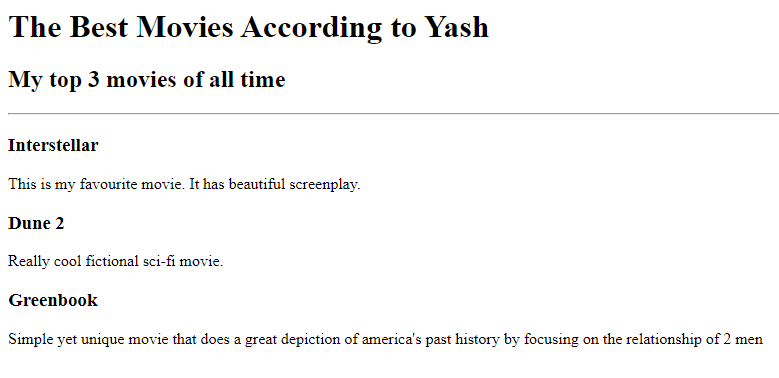 The Best Movies According to Yash
My top 3 movies of all time
Interstellar
This is my favourite movie. It has beautiful screenplay.
Dune 2
Really cool fictional sci-fi movie.
Greenbook
Simple yet unique movie that does a great depiction of america's past history by focusing on the relationship of 2 men